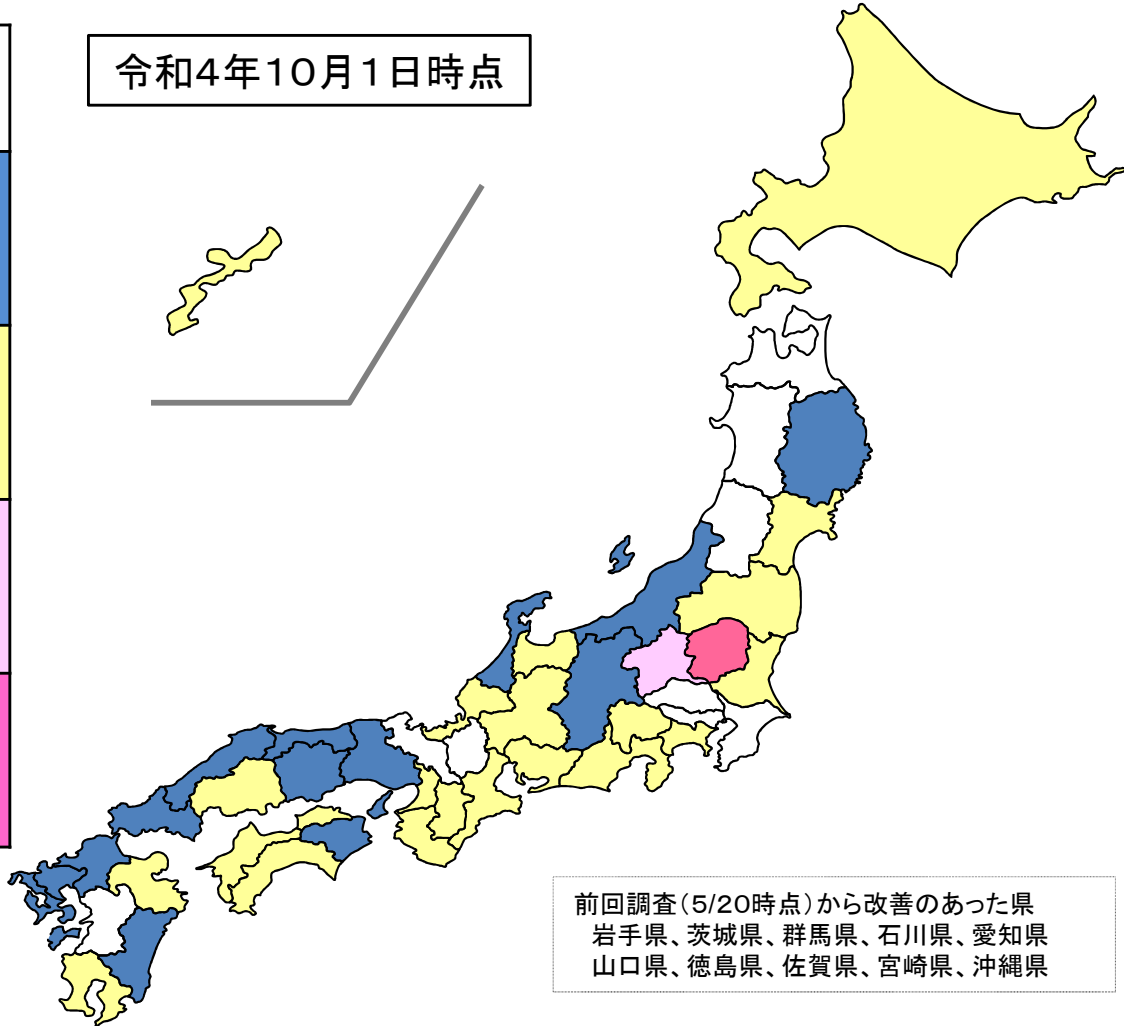 令和4年10月1日時点
前回調査(5/20時点)から改善のあった県
岩手県、茨城県、群馬県、石川県、愛知県
山口県、徳島県、佐賀県、宮崎県、沖縄県